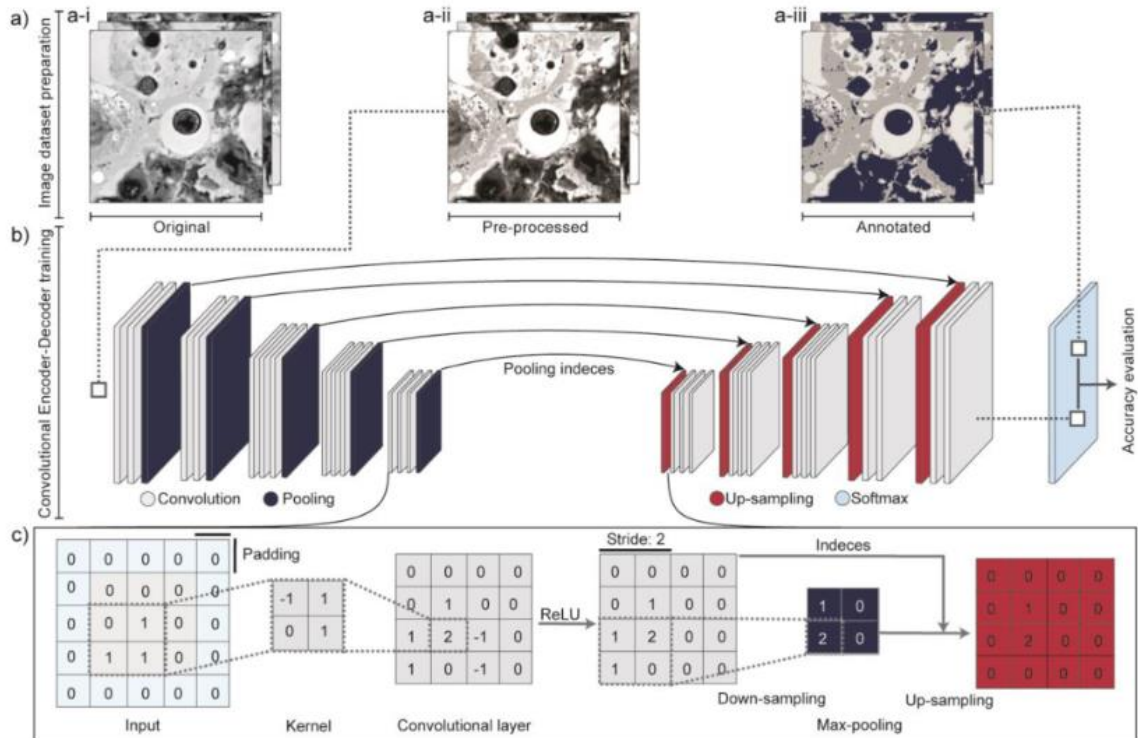 a)
a-i
a-ii
a-iii
Image dataset preparation
Original
Pre-processed
Annotated
b)
Convolutional Encoder-Decoder training
Pooling indeces
Accuracy evaluation
Convolution
Pooling
Up-sampling
Softmax
c)
Padding
Stride: 2
Indeces
ReLU
0 0 0 0 0
0 0 0 0 0
0 0 1 0 0
0 1 1 0 0
0 0 0 0 0
-1 1
0 1
0 0 0 0
0 1 0 0
1 2 -1 0
1 0 -1 0
0 0 0 0
0 1 0 0
1 2 0 0
1 0 0 0
1 0
2 0
0 0 0 0
0 1 0 0
0 2 0 0
0 0 0 0
Down-sampling
Up-sampling
Input
Kernel
Convolutional layer
Max-pooling